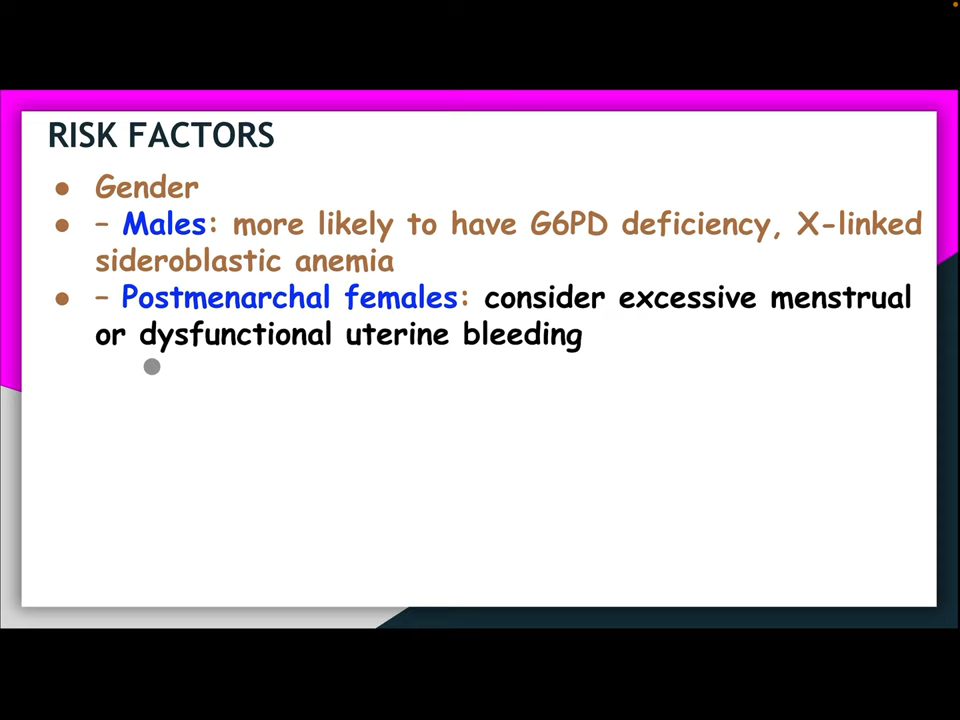 RISK FACTORS
● Gender
● – Males: more likely to have G6PD deficiency, X-linked
sideroblastic anemia
● – Postmenarchal females: consider excessive menstrual
or dysfunctional uterine bleeding
●